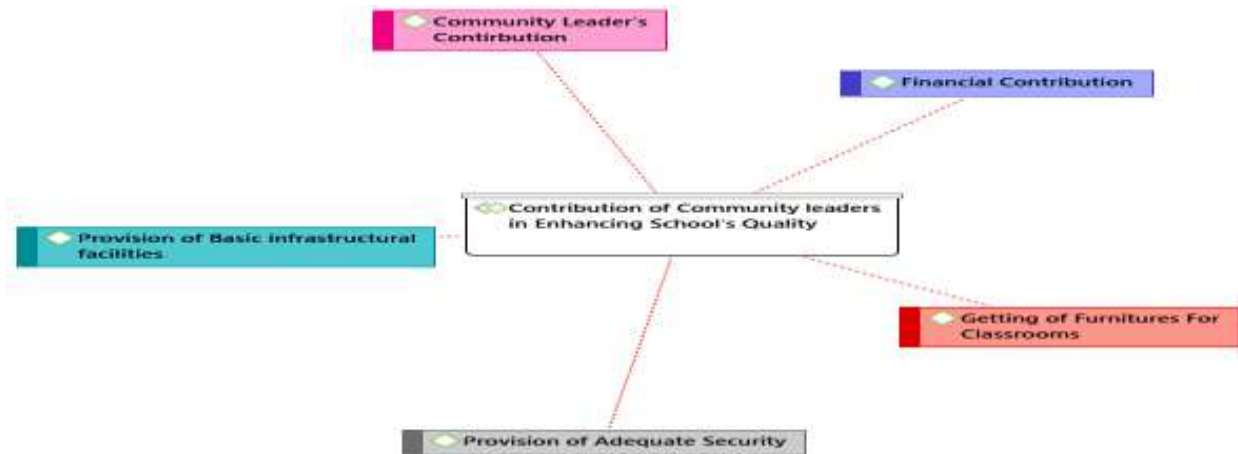 Community Leader's
Contirbution
Financial Contribution
Contribution of Community leaders
in Enhancing School's Quality
Provision of Basic infrastructural
facilities
Getting of Furnitures For
Classrooms
Provision of Adequate Security